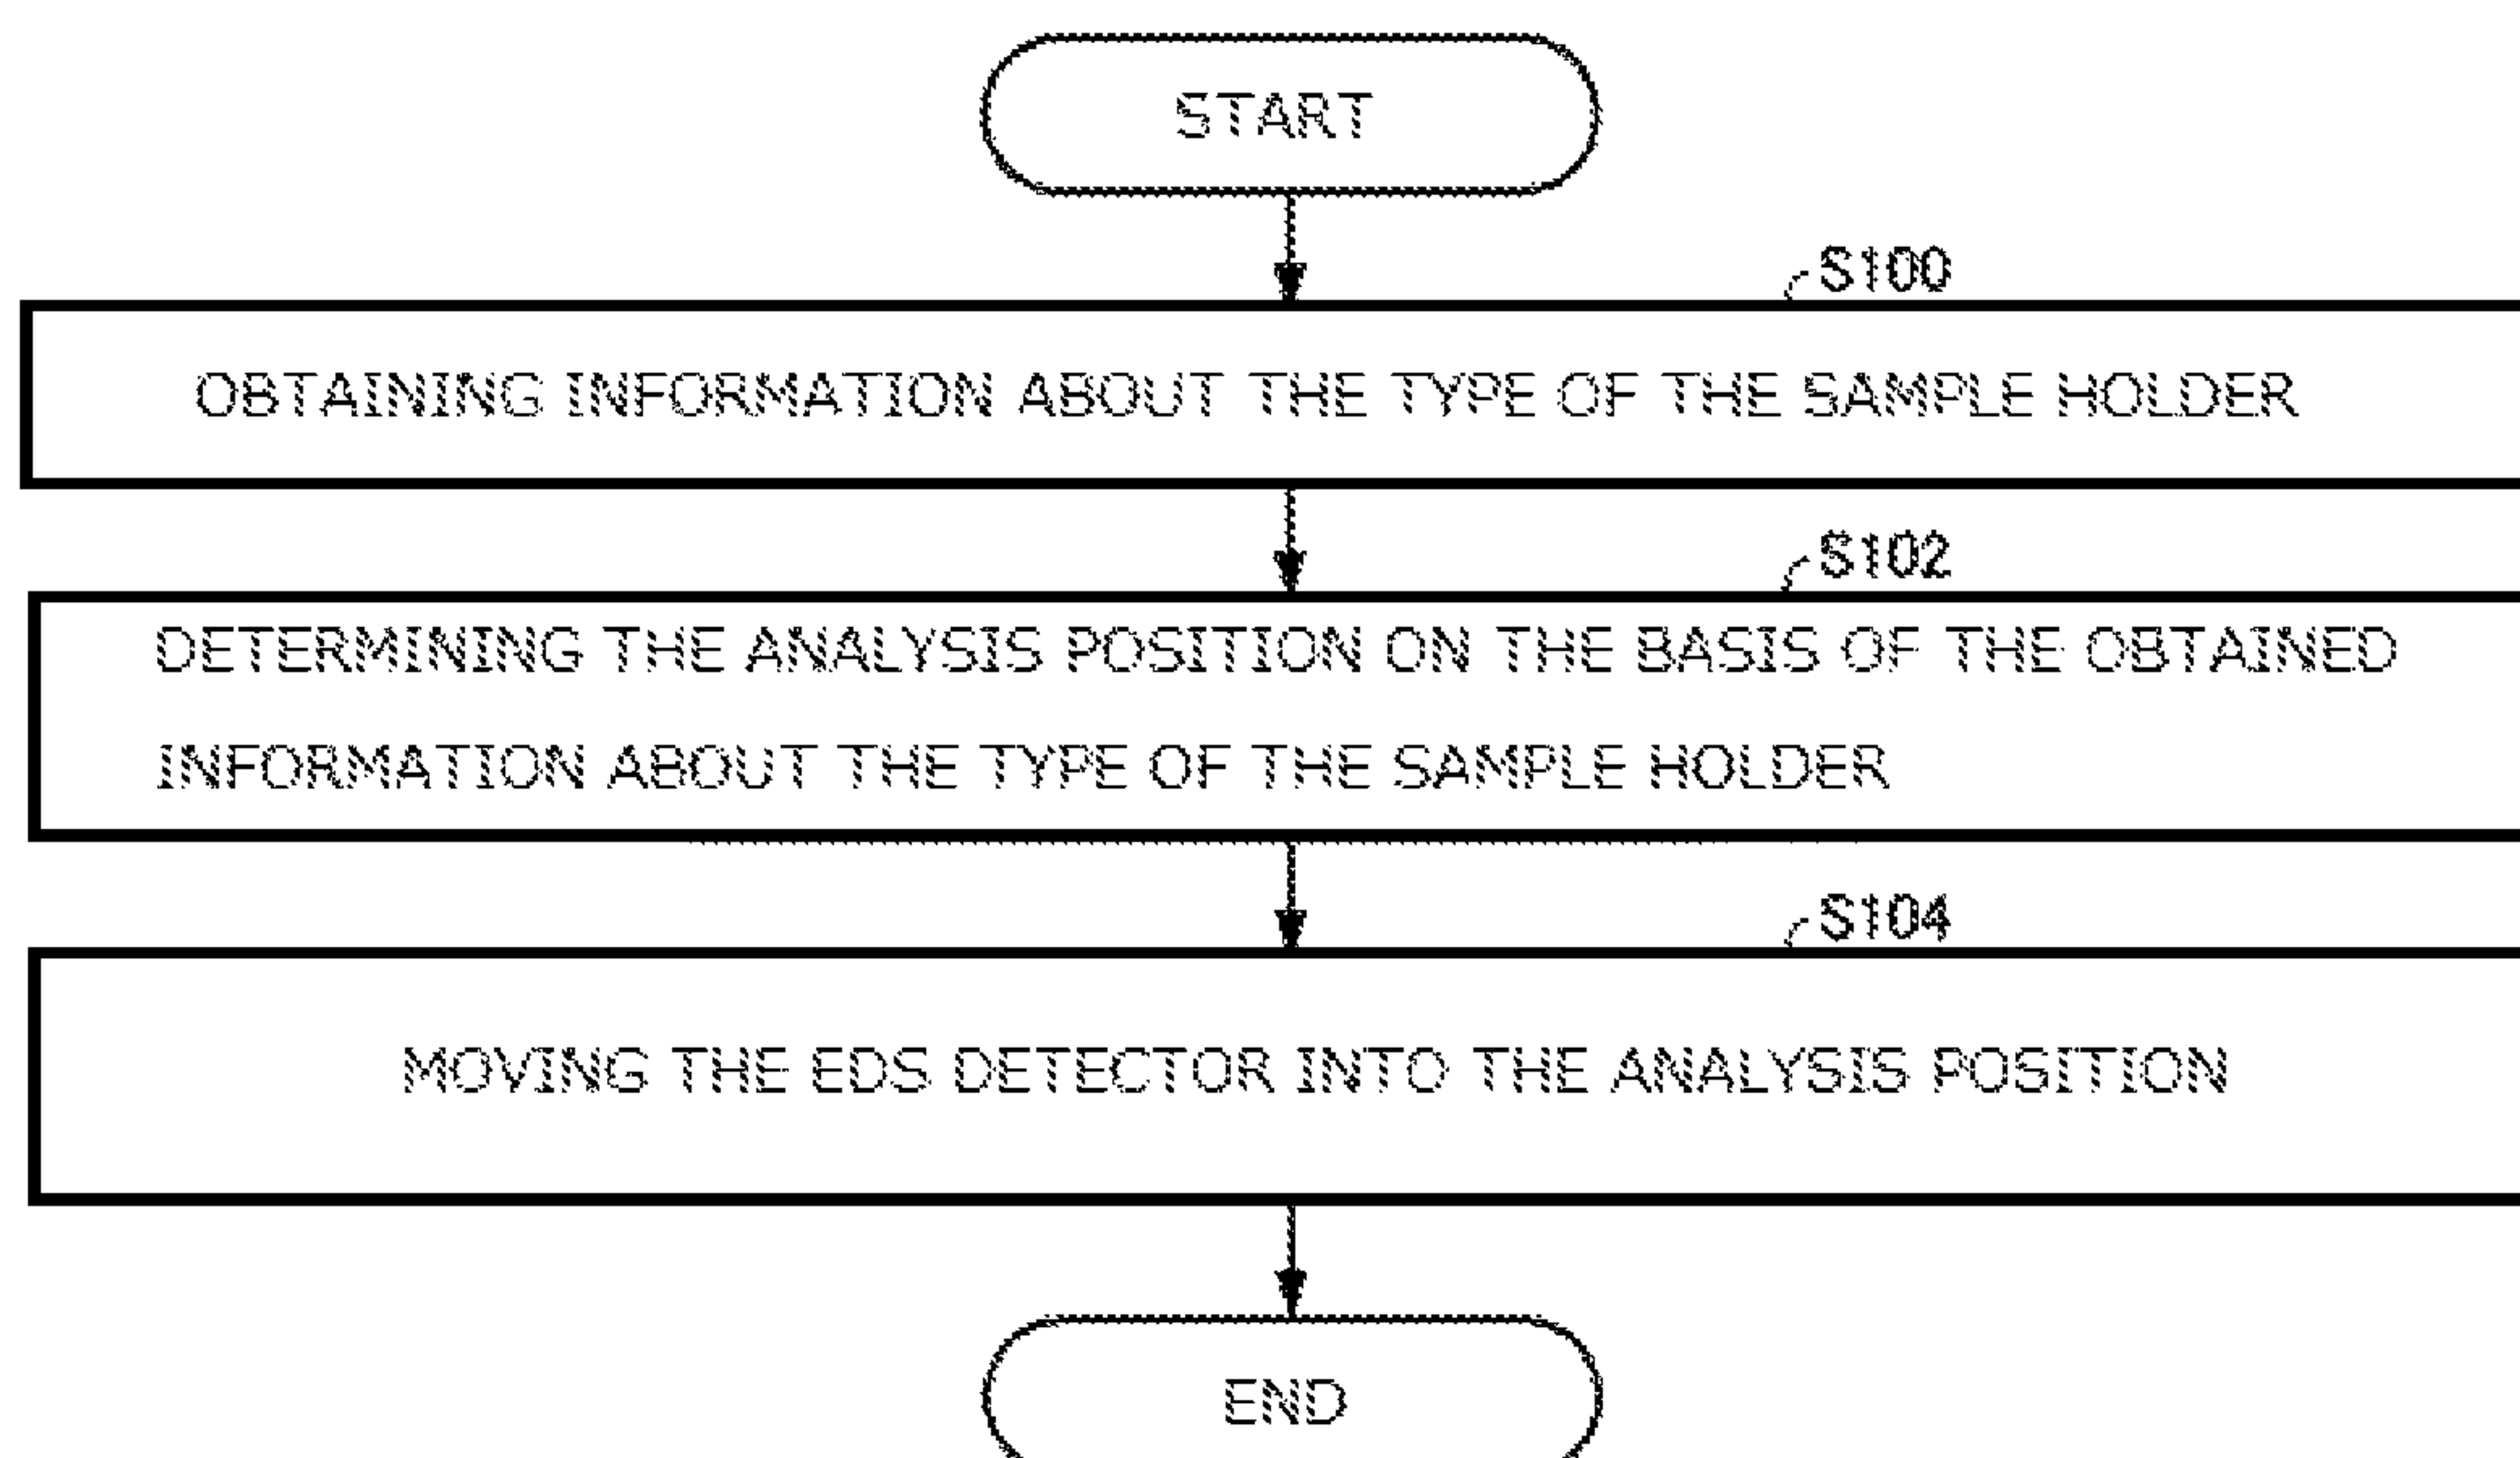 START
S100
OBTAINING INFORMATION ABOUT THE TYPE OF THE SAMPLE HOLDER
S102
DETERMINING THE ANALYSIS POSITION ON THE BASIS OF THE OBTAINED
INFORMATION ABOUT THE TYPE OF THE SAMPLE HOLDER
S104
MOVING THE EDS DETECTOR INTO THE ANALYSIS POSITION
END